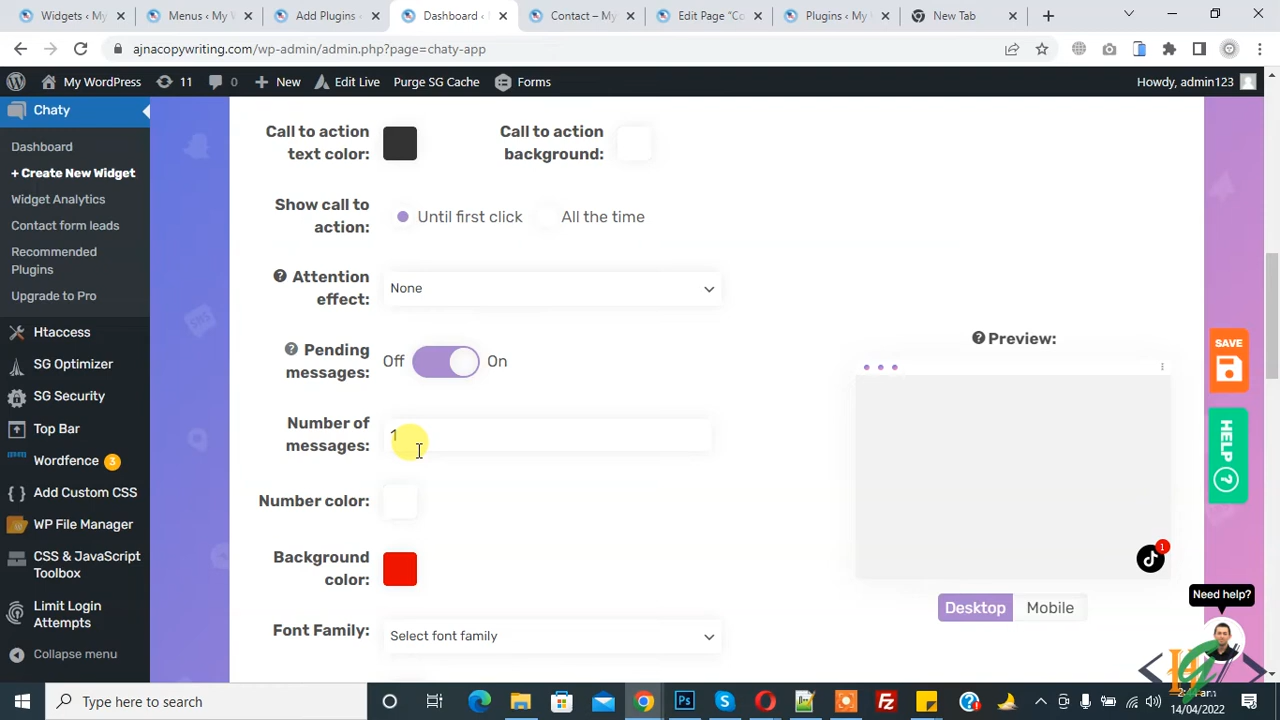 Widgets ‹ My
Menus ‹ My W
Add Plugins ‹
Dashboard ‹
Contact – My
Edit Page "Co
Plugins ‹ My
New Tab
ajnacopywriting.com/wp-admin/admin.php?page=chaty-app
My WordPress
11
0
New
Edit Live
Purge SG Cache
Forms
Howdy, admin123
Chaty
Dashboard
+ Create New Widget
Widget Analytics
Contact form leads
Recommended
Plugins
Upgrade to Pro
Htaccess
SG Optimizer
SG Security
Top Bar
Wordfence 3
Add Custom CSS
WP File Manager
CSS & JavaScript
Toolbox
Limit Login
Attempts
Collapse menu
Call to action
text color:
Call to action
background:
Show call to
action:
Until first click
All the time
Attention
effect:
None
Pending
messages:
Off
On
Number of
messages:
1
Number color:
Background
color:
Font Family:
Select font family
Preview:
1
Desktop
Mobile
SAVE
HELP ?
Need help?
Type here to search
14/04/2022